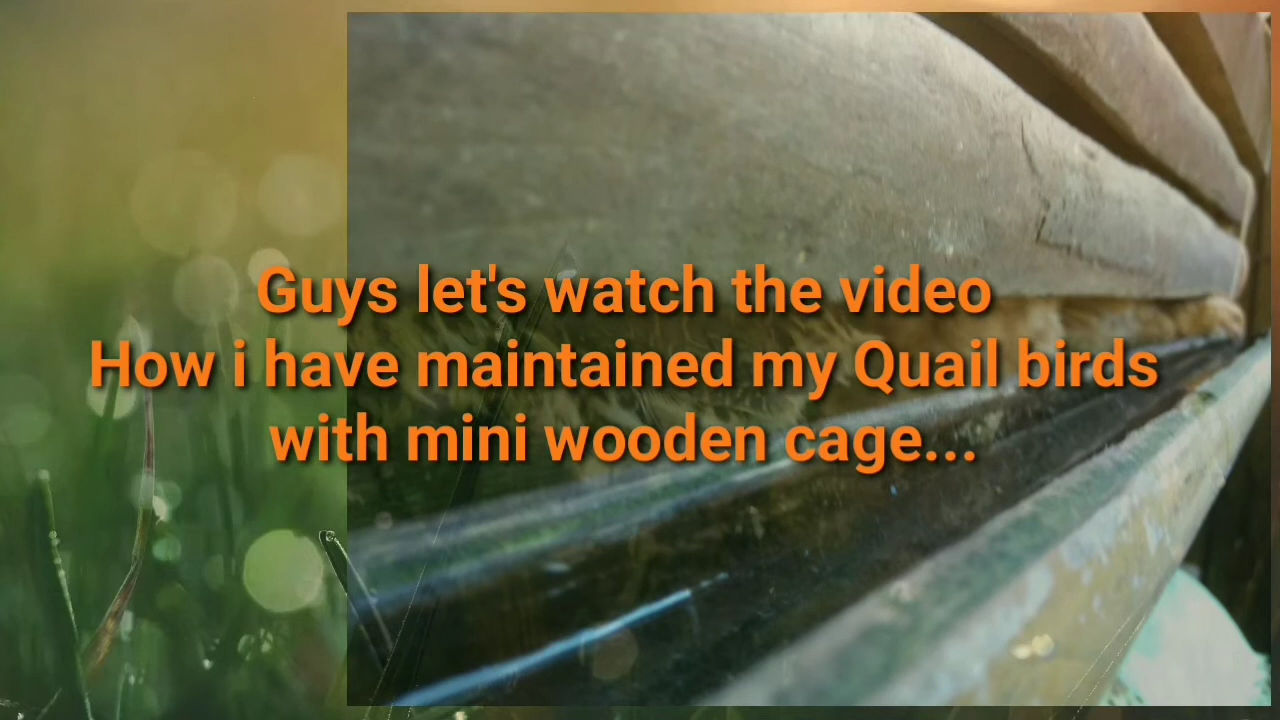 Guys let's watch the video
How i have maintained my Quail birds
with mini wooden cage...